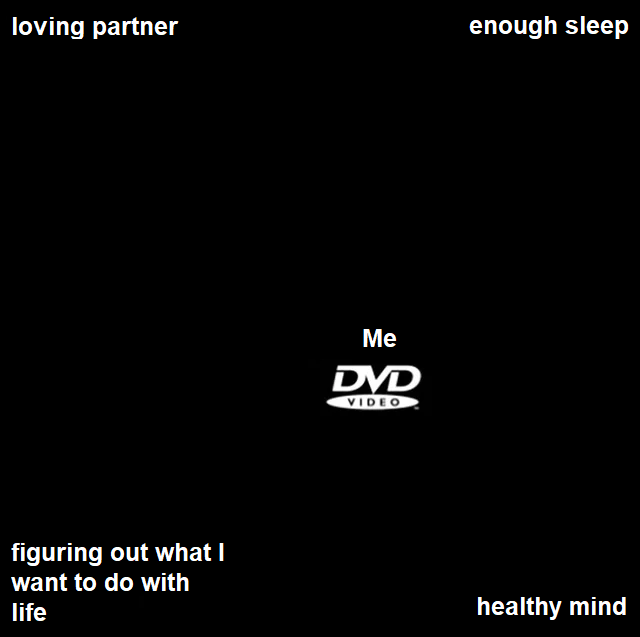 loving partner
enough sleep
Me
DVD
VIDEO
figuring out what I
want to do with
life
healthy mind